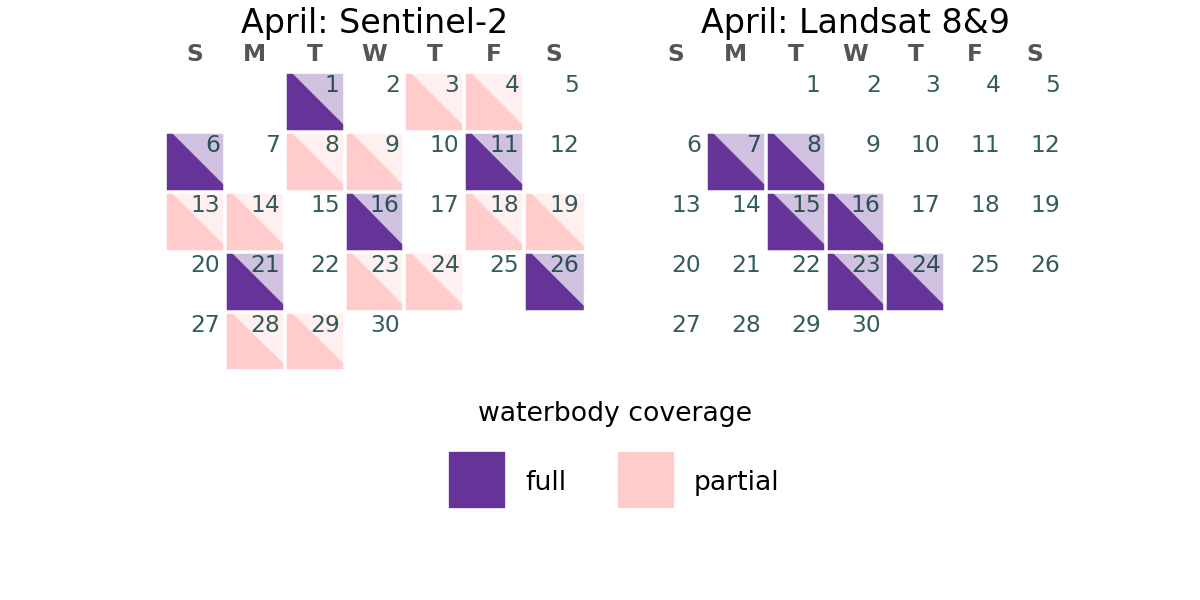 April: Sentinel-2
S M T W T F S
1 2 3 4 5
6 7 8 9 10 11 12
13 14 15 16 17 18 19
20 21 22 23 24 25 26
27 28 29 30
April: Landsat 8&9
S M T W T F S
1 2 3 4 5
6 7 8 9 10 11 12
13 14 15 16 17 18 19
20 21 22 23 24 25 26
27 28 29 30
waterbody coverage
full
partial